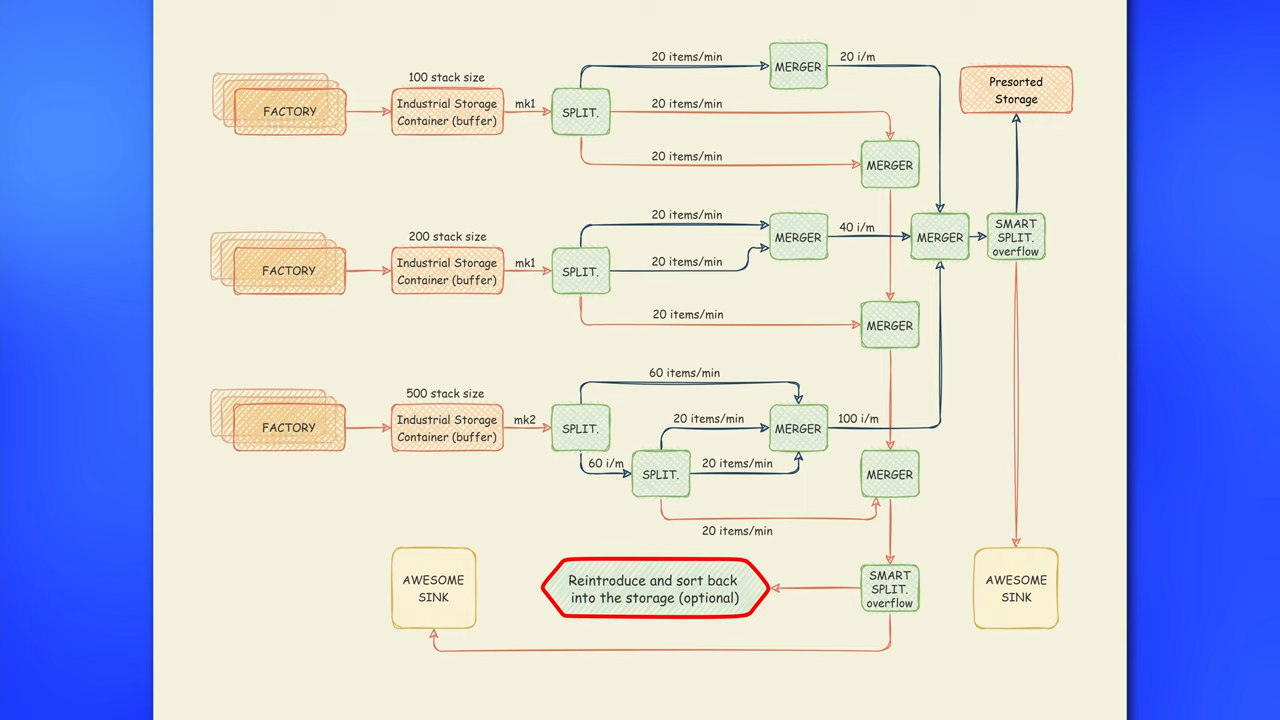 20 items/min
MERGER
20 i/m
100 stack size
FACTORY
Industrial Storage
Container (buffer)
mk1
SPLIT.
20 items/min
20 items/min
MERGER
Presorted
Storage
200 stack size
FACTORY
Industrial Storage
Container (buffer)
mk1
SPLIT.
20 items/min
20 items/min
20 items/min
MERGER
40 i/m
MERGER
SMART
SPLIT.
overflow
MERGER
500 stack size
FACTORY
Industrial Storage
Container (buffer)
mk2
SPLIT.
60 items/min
60 i/m
SPLIT.
20 items/min
20 items/min
20 items/min
MERGER
100 i/m
MERGER
AWESOME
SINK
Reintroduce and sort back
into the storage (optional)
SMART
SPLIT.
overflow
AWESOME
SINK